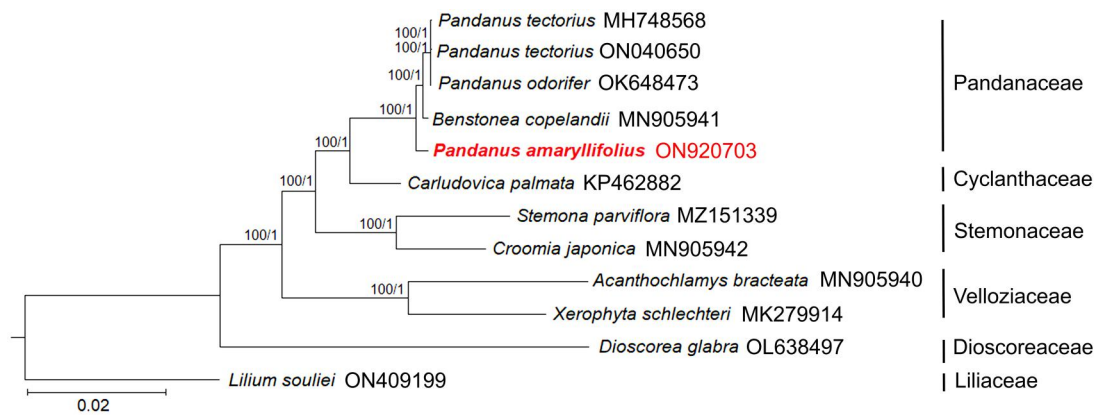 Pandanus tectorius MH748568
100/1
100/1
Pandanus tectorius ON040650
100/1
Pandanus odorifer OK648473
Pandanaceae
100/1
Benstonea copelandii MN905941
100/1
Pandanus amaryllifolius ON920703
100/1
Carludovica palmata KP462882
Cyclanthaceae
Stemona parviflora MZ151339
100/1
Stemonaceae
100/1
Croomia japonica MN905942
Acanthochlamys bracteata MN905940
100/1
Velloziaceae
Xerophyta schlechteri MK279914
Dioscorea glabra OL638497
Dioscoreaceae
Lilium souliei ON409199
Liliaceae
0.02